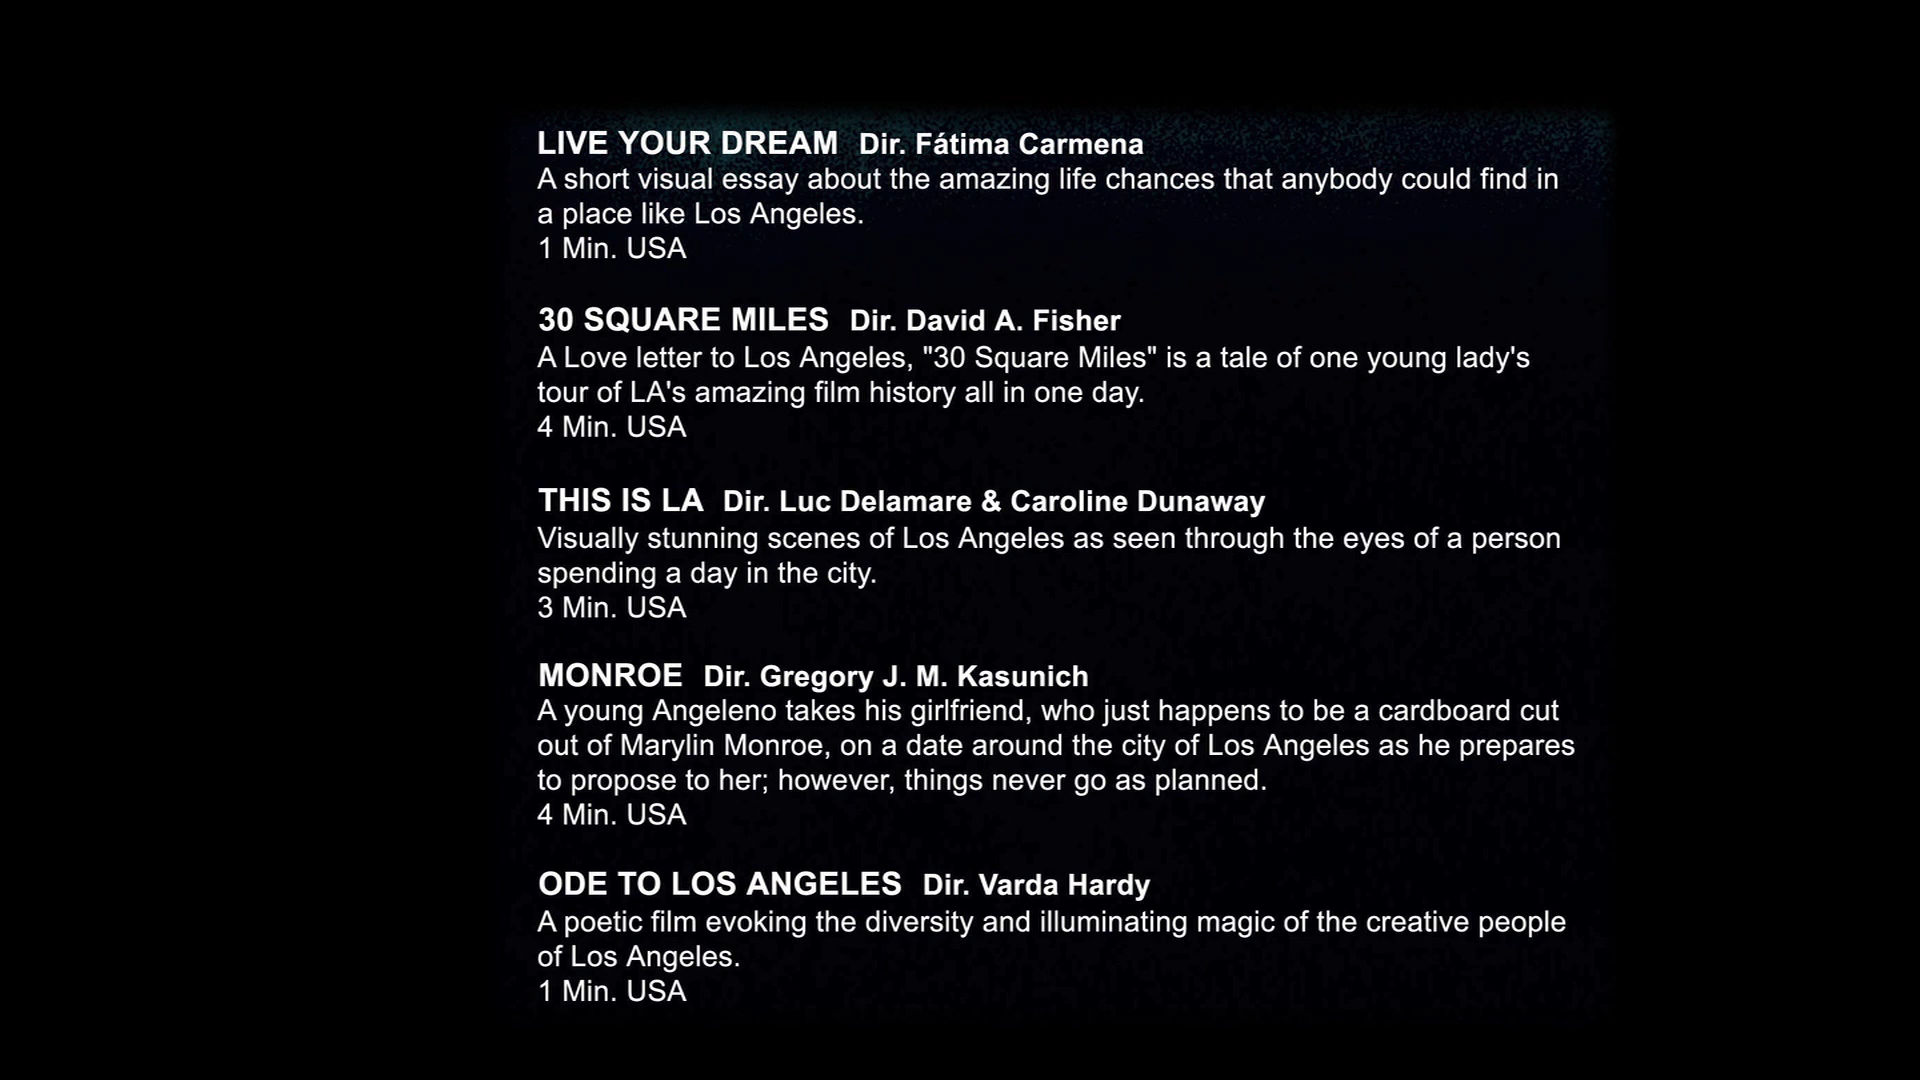 LIVE YOUR DREAM Dir. Fátima Carmena
A short visual essay about the amazing life chances that anybody could find in
a place like Los Angeles.
1 Min. USA
30 SQUARE MILES Dir. David A. Fisher
A Love letter to Los Angeles, "30 Square Miles" is a tale of one young lady's
tour of LA's amazing film history all in one day.
4 Min. USA
THIS IS LA Dir. Luc Delamare & Caroline Dunaway
Visually stunning scenes of Los Angeles as seen through the eyes of a person
spending a day in the city.
3 Min. USA
MONROE Dir. Gregory J. M. Kasunich
A young Angeleno takes his girlfriend, who just happens to be a cardboard cut
out of Marylin Monroe, on a date around the city of Los Angeles as he prepares
to propose to her; however, things never go as planned.
4 Min. USA
ODE TO LOS ANGELES Dir. Varda Hardy
A poetic film evoking the diversity and illuminating magic of the creative people
of Los Angeles.
1 Min. USA